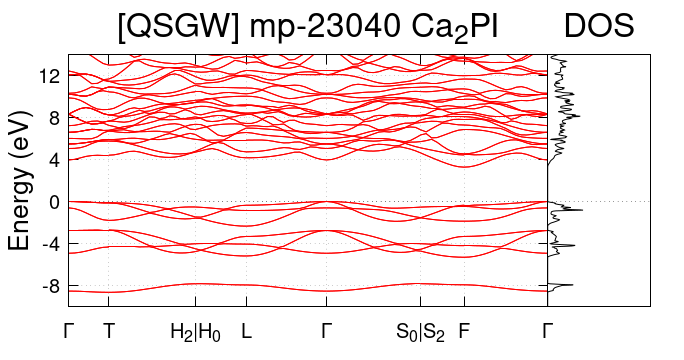 [QSGW] mp-23040 Ca₂PI DOS
Energy (eV)
12
8
4
0
-4
-8
Γ T H₂|H₀ L Γ S₀|S₂ F Γ